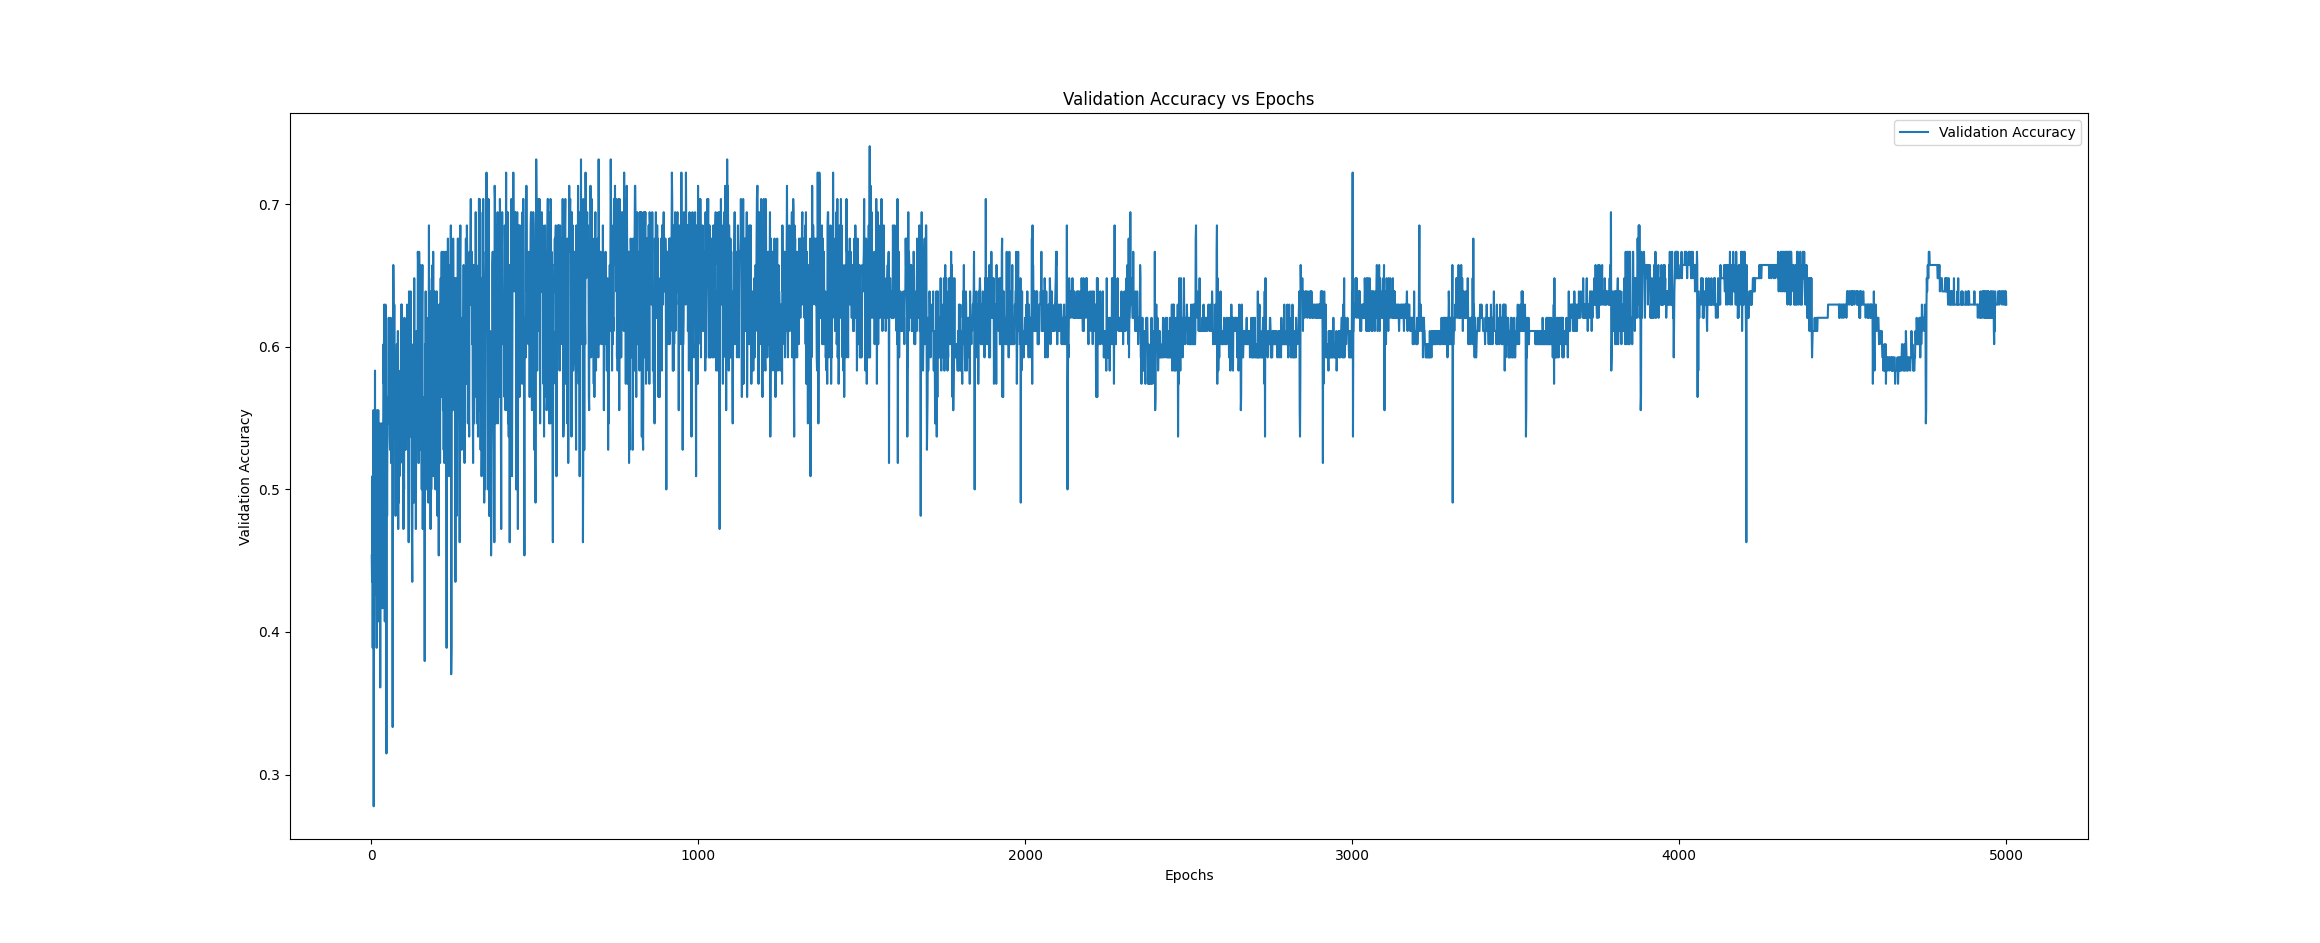 Validation Accuracy vs Epochs
Validation Accuracy
0.7
0.6
0.5
0.4
0.3
Validation Accuracy
0 1000 2000 3000 4000 5000
Epochs